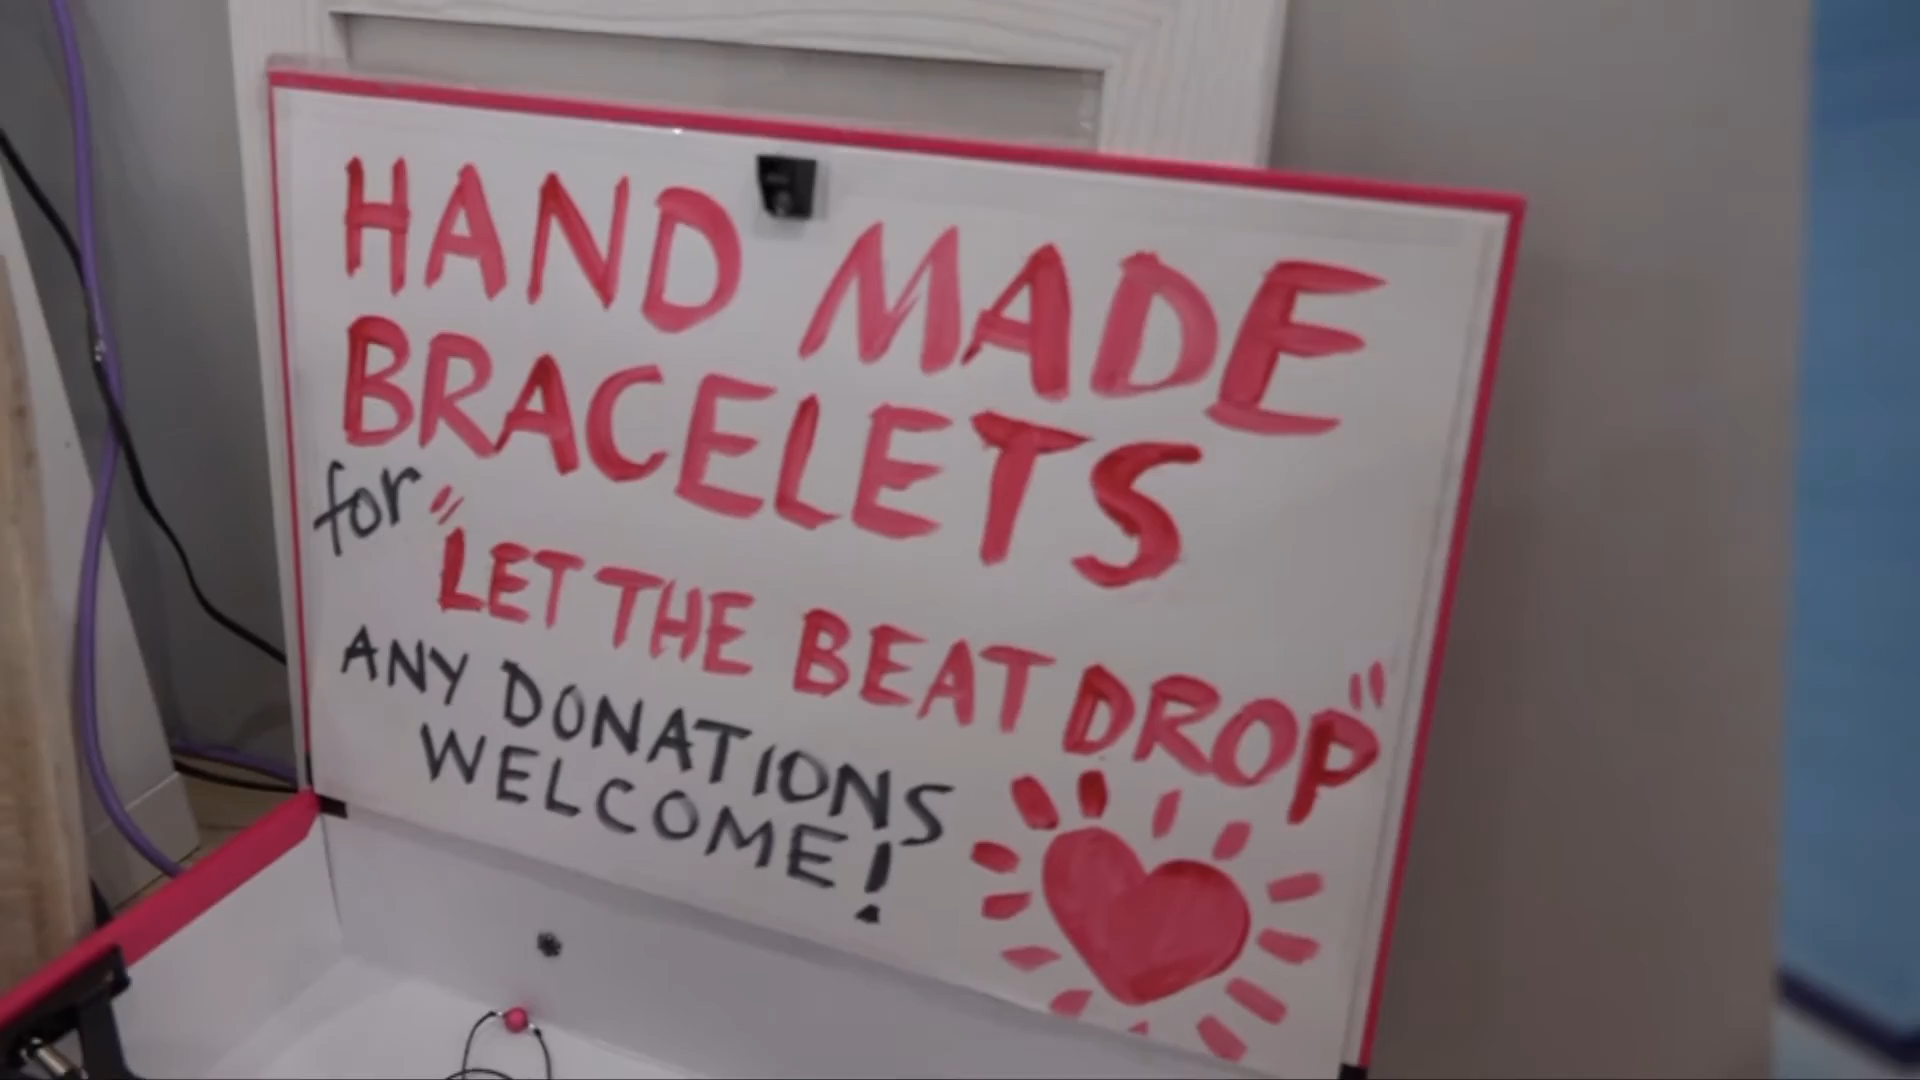 HAND MADE
BRACELETS
for "LET THE BEAT DROP"
ANY DONATIONS
WELCOME!